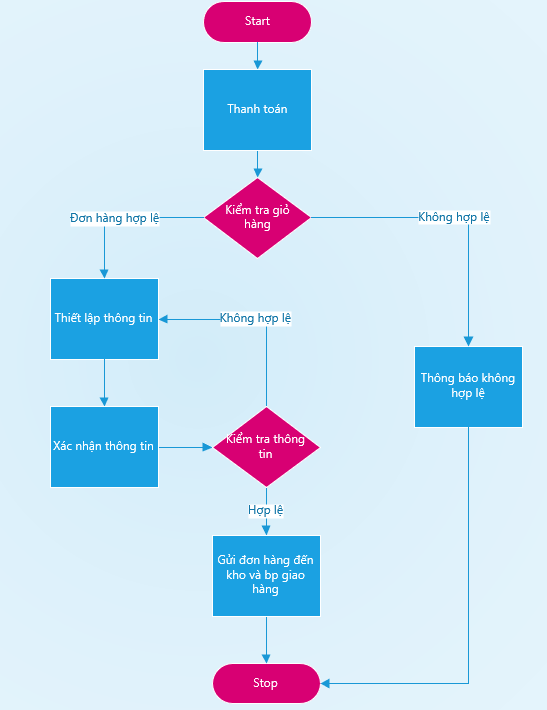 Start
Thanh toán
Kiểm tra giỏ
hàng
Đơn hàng hợp lệ
Không hợp lệ
Thiết lập thông tin
Không hợp lệ
Thông báo không
hợp lệ
Xác nhận thông tin
Kiểm tra thông
tin
Hợp lệ
Gửi đơn hàng đến
kho và bp giao
hàng
Stop